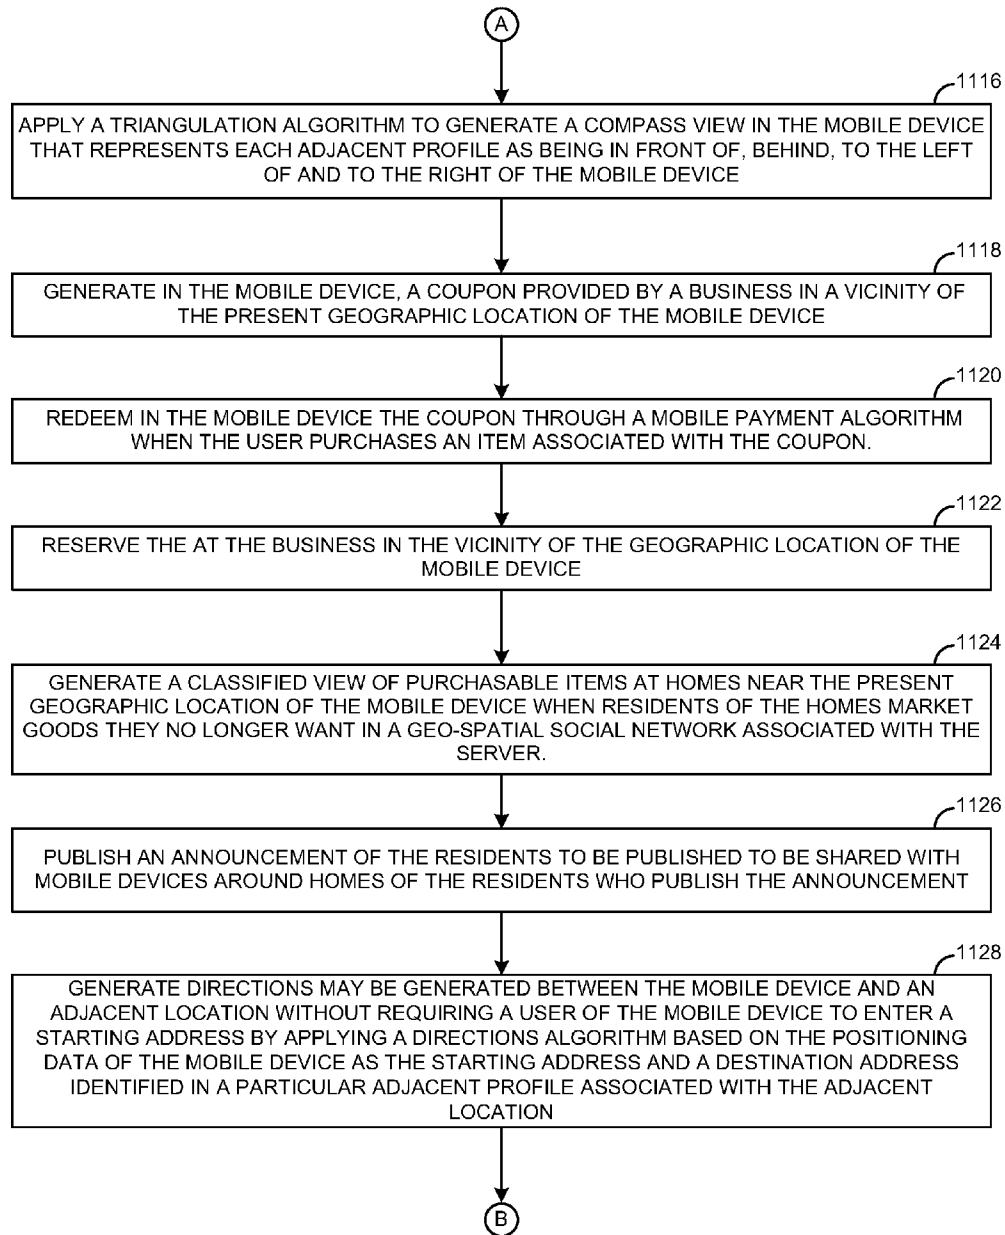 A
1116
APPLY A TRIANGULATION ALGORITHM TO GENERATE A COMPASS VIEW IN THE MOBILE DEVICE
THAT REPRESENTS EACH ADJACENT PROFILE AS BEING IN FRONT OF, BEHIND, TO THE LEFT
OF AND TO THE RIGHT OF THE MOBILE DEVICE
1118
GENERATE IN THE MOBILE DEVICE, A COUPON PROVIDED BY A BUSINESS IN A VICINITY OF
THE PRESENT GEOGRAPHIC LOCATION OF THE MOBILE DEVICE
1120
REDEEM IN THE MOBILE DEVICE THE COUPON THROUGH A MOBILE PAYMENT ALGORITHM
WHEN THE USER PURCHASES AN ITEM ASSOCIATED WITH THE COUPON.
1122
RESERVE THE AT THE BUSINESS IN THE VICINITY OF THE GEOGRAPHIC LOCATION OF THE
MOBILE DEVICE
1124
GENERATE A CLASSIFIED VIEW OF PURCHASABLE ITEMS AT HOMES NEAR THE PRESENT
GEOGRAPHIC LOCATION OF THE MOBILE DEVICE WHEN RESIDENTS OF THE HOMES MARKET
GOODS THEY NO LONGER WANT IN A GEO-SPATIAL SOCIAL NETWORK ASSOCIATED WITH THE
SERVER.
1126
PUBLISH AN ANNOUNCEMENT OF THE RESIDENTS TO BE PUBLISHED TO BE SHARED WITH
MOBILE DEVICES AROUND HOMES OF THE RESIDENTS WHO PUBLISH THE ANNOUNCEMENT
1128
GENERATE DIRECTIONS MAY BE GENERATED BETWEEN THE MOBILE DEVICE AND AN
ADJACENT LOCATION WITHOUT REQUIRING A USER OF THE MOBILE DEVICE TO ENTER A
STARTING ADDRESS BY APPLYING A DIRECTIONS ALGORITHM BASED ON THE POSITIONING
DATA OF THE MOBILE DEVICE AS THE STARTING ADDRESS AND A DESTINATION ADDRESS
IDENTIFIED IN A PARTICULAR ADJACENT PROFILE ASSOCIATED WITH THE ADJACENT
LOCATION
B